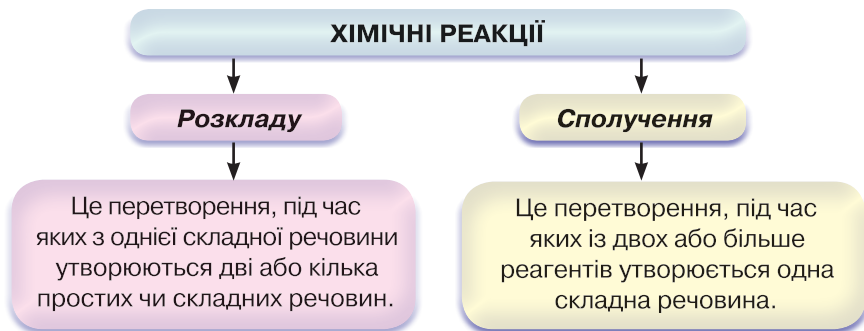 ХІМІЧНІ РЕАКЦІЇ
Розкладу
Сполучення
Це перетворення, під час
яких з однієї складної речовини
утворюються дві або кілька
простих чи складних речовин.
Це перетворення, під час
яких із двох або більше
реагентів утворюється одна
складна речовина.